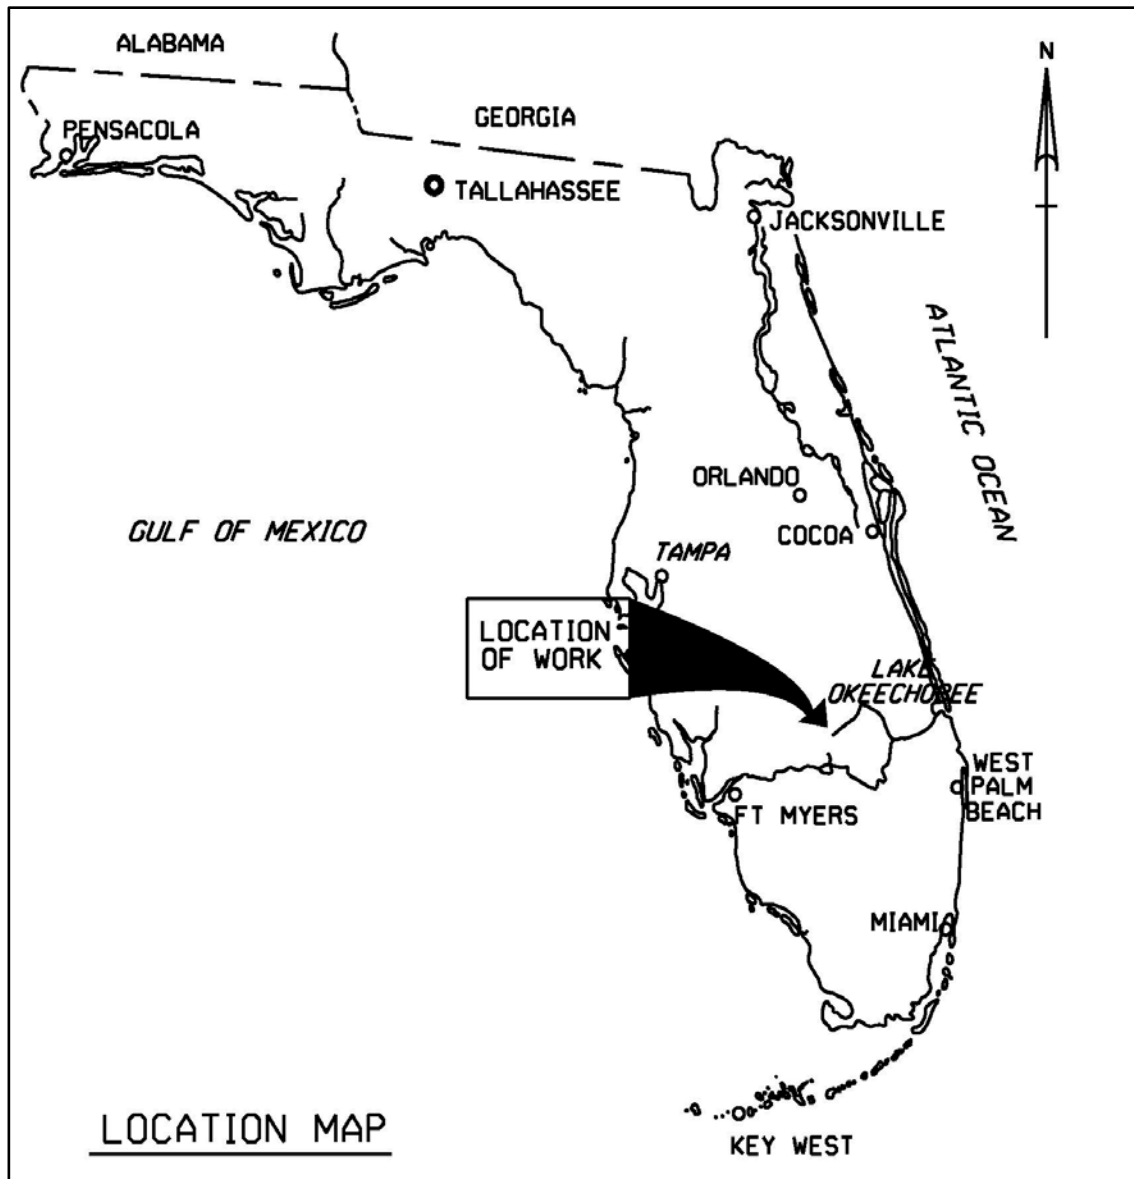 ALABAMA
N
GEORGIA
PENSACOLA
TALLAHASSEE
JACKSONVILLE
ATLANTIC OCEAN
ORLANDO
GULF OF MEXICO
COCOA
TAMPA
LOCATION
OF WORK
LAKE
OKEECHOBEE
WEST
PALM
BEACH
FT MYERS
MIAMI
LOCATION MAP
KEY WEST